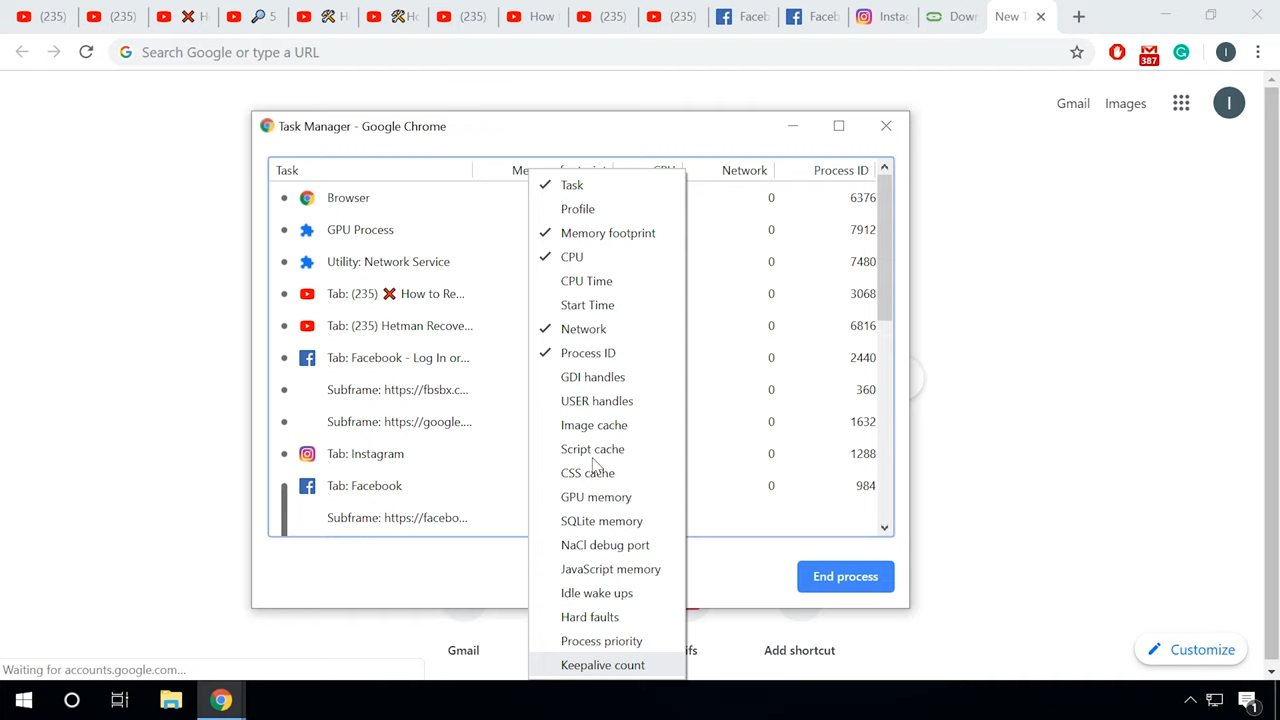 (235)
(235)
H
5
H
Ho
(235)
How
(235)
(235)
Faceb
Faceb
Instag
Down
New T
Search Google or type a URL
387
I
Gmail
Images
I
Task Manager - Google Chrome
Task
CPU
Network
Process ID
Browser
0
6376
GPU Process
0
7912
Utility: Network Service
0
7480
Tab: (235) ❌ How to Re...
0
3068
Tab: (235) Hetman Recove...
0
6816
Tab: Facebook - Log In or...
0
2440
Subframe: https://fbsbx.c...
0
360
Subframe: https://google....
0
1632
Tab: Instagram
0
1288
Tab: Facebook
0
984
Subframe: https://facebo...
Task
Profile
Memory footprint
CPU
CPU Time
Start Time
Network
Process ID
GDI handles
USER handles
Image cache
Script cache
CSS cache
GPU memory
SQLite memory
NaCl debug port
JavaScript memory
Idle wake ups
Hard faults
Process priority
Keepalive count
End process
Gmail
ifs
Add shortcut
Customize
Waiting for accounts.google.com...
1